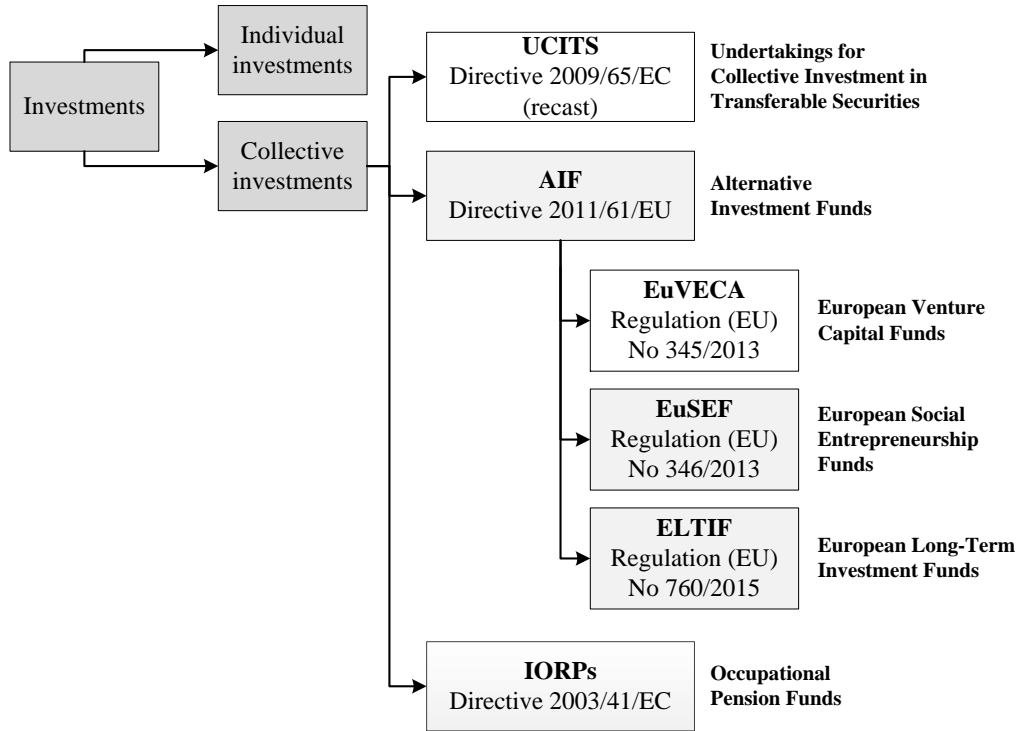 Investments
Individual
investments
Collective
investments
UCITS
Directive 2009/65/EC
(recast)
Undertakings for
Collective Investment in
Transferable Securities
AIF
Directive 2011/61/EU
Alternative
Investment Funds
EuVECA
Regulation (EU)
No 345/2013
European Venture
Capital Funds
EuSEF
Regulation (EU)
No 346/2013
European Social
Entrepreneurship
Funds
ELTIF
Regulation (EU)
No 760/2015
European Long-Term
Investment Funds
IORPs
Directive 2003/41/EC
Occupational
Pension Funds